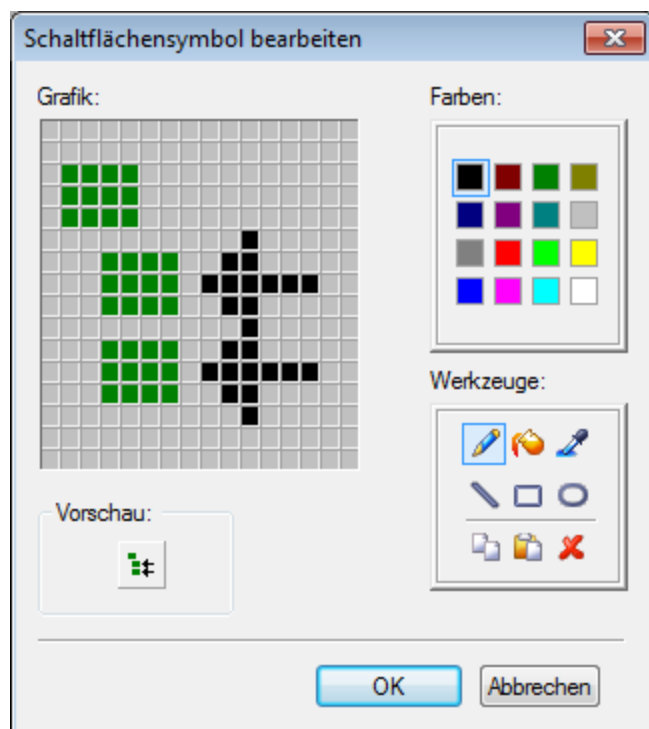 Schaltflächensymbol bearbeiten
Grafik:
Farben:
Werkzeuge:
Vorschau:
OK
Abbrechen